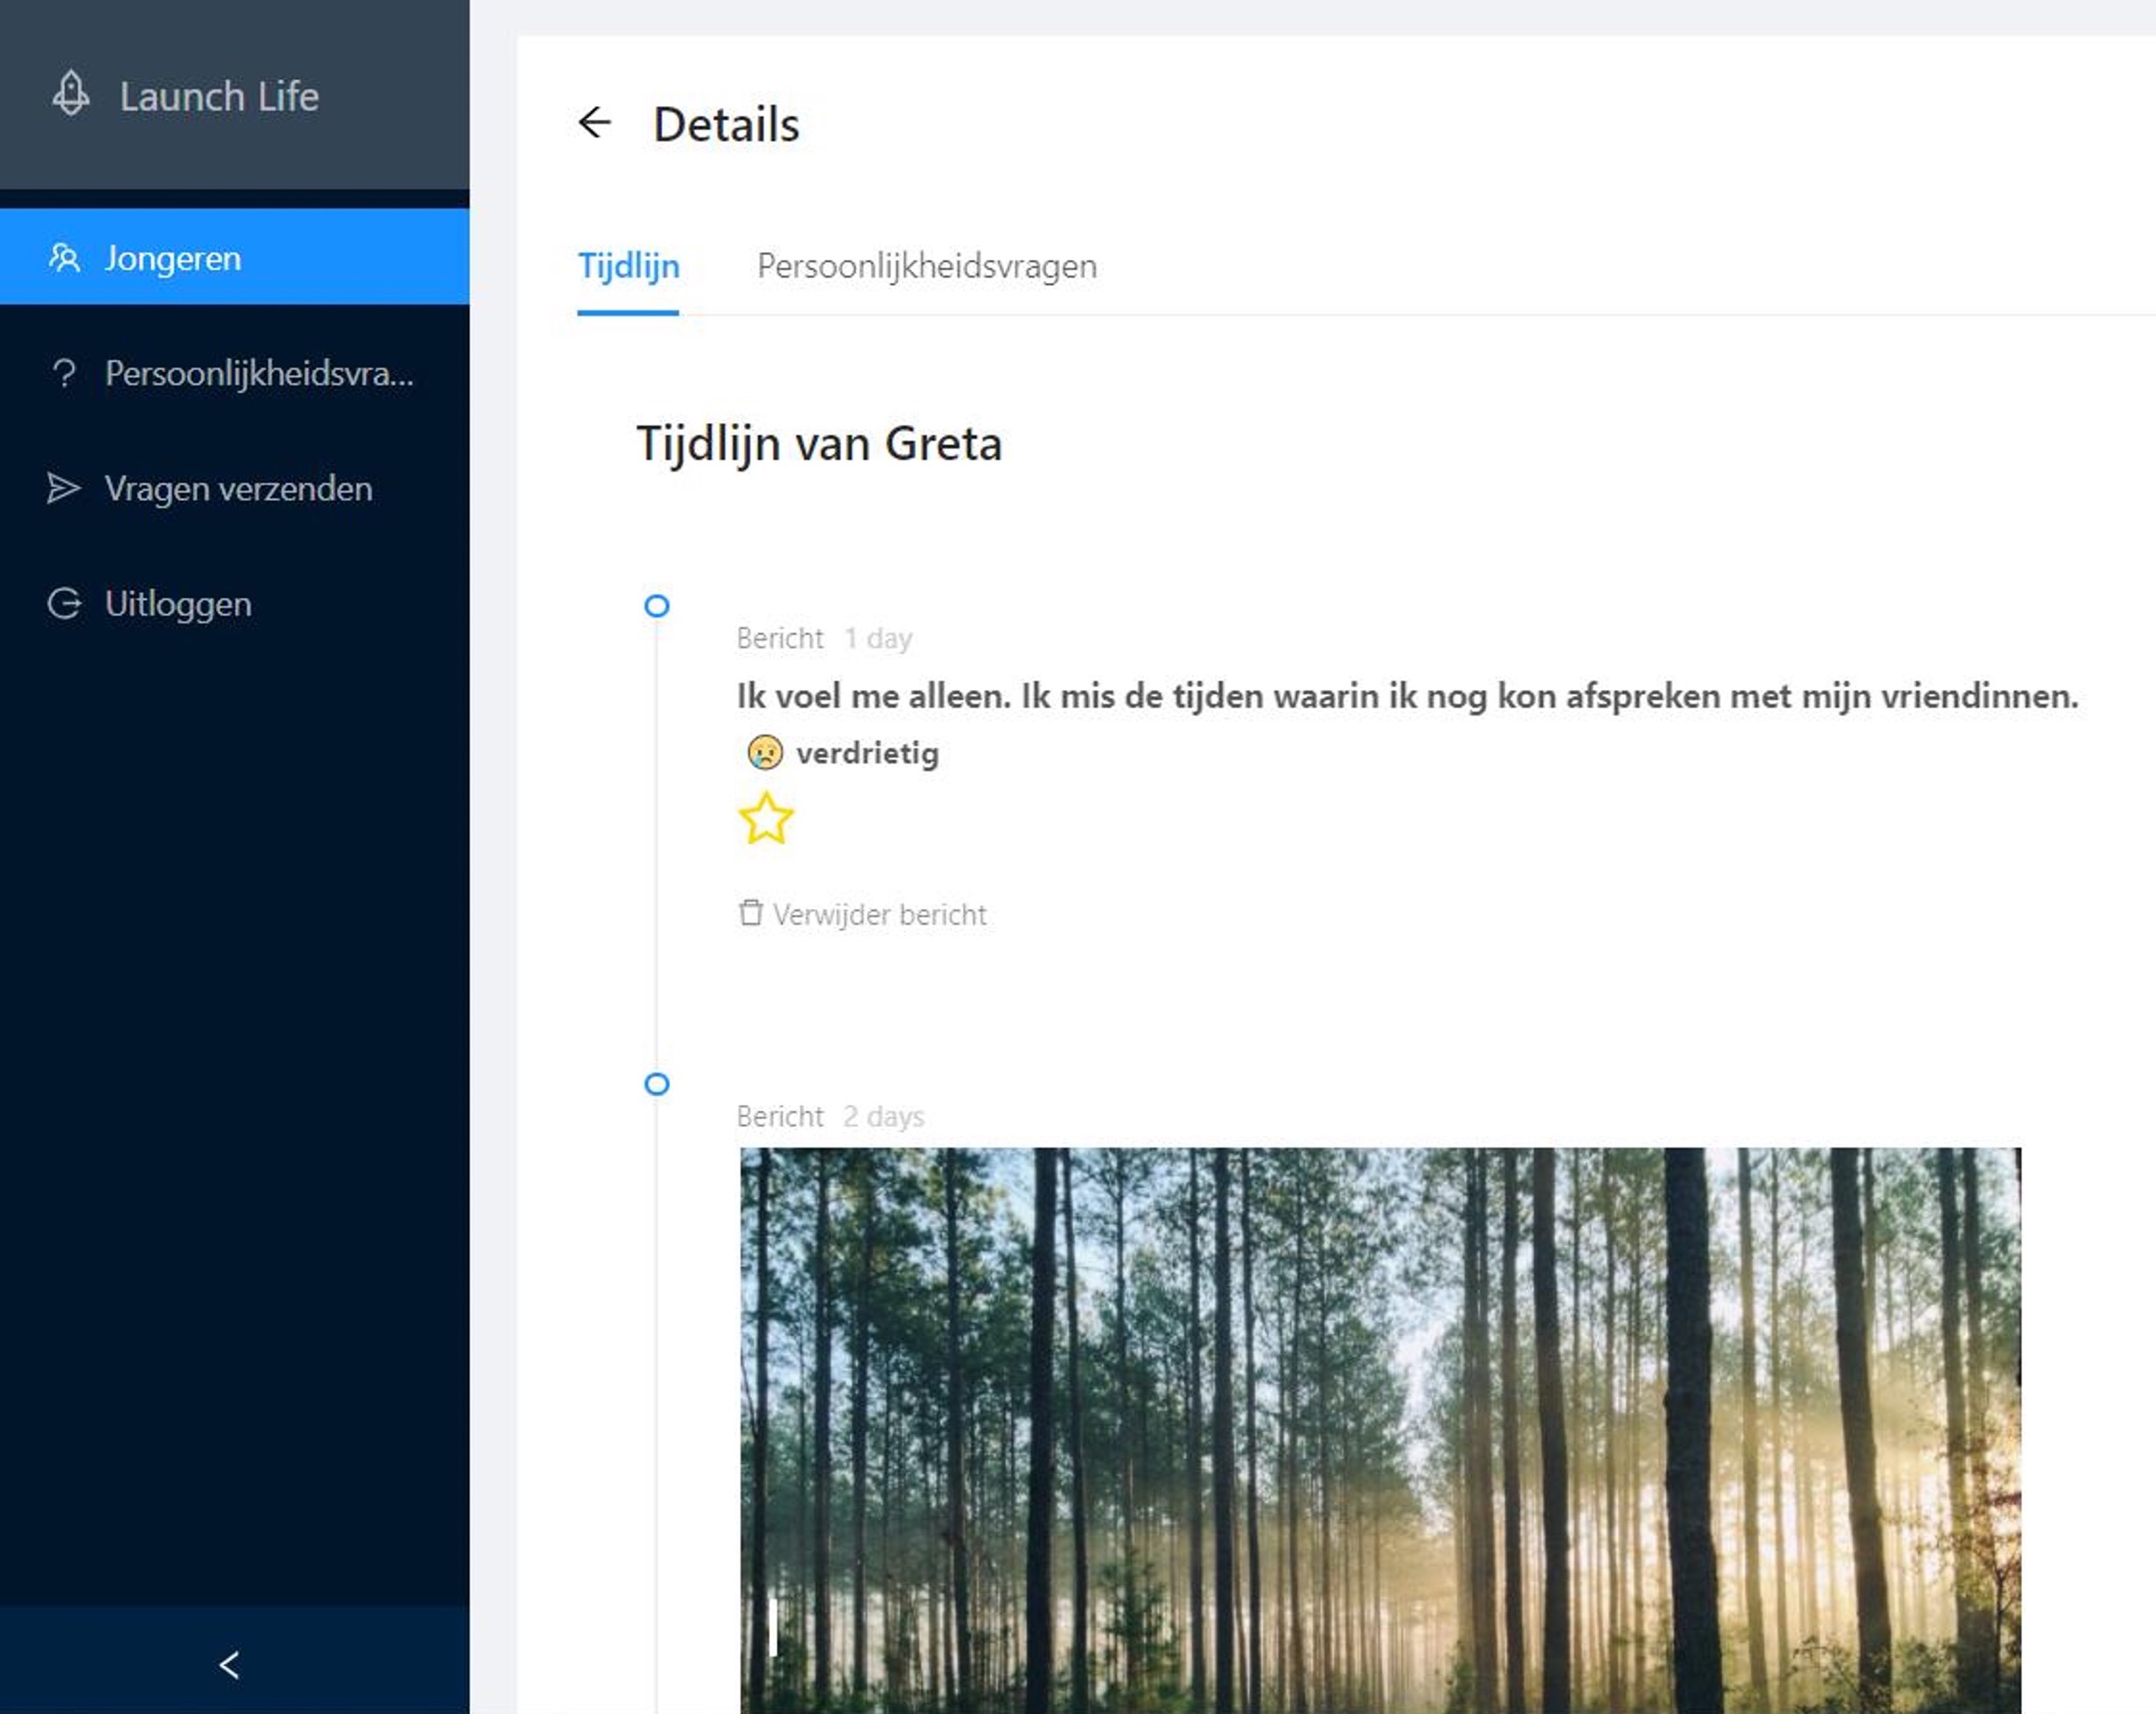 Launch Life
Jongeren
Persoonlijkheidsvra...
Vragen verzenden
Uitloggen
Details
Tijdlijn Persoonlijkheidsvragen
Tijdlijn van Greta
Bericht 1 day
Ik voel me alleen. Ik mis de tijden waarin ik nog kon afspreken met mijn vriendinnen.
😢 verdrietig
Verwijder bericht
Bericht 2 days